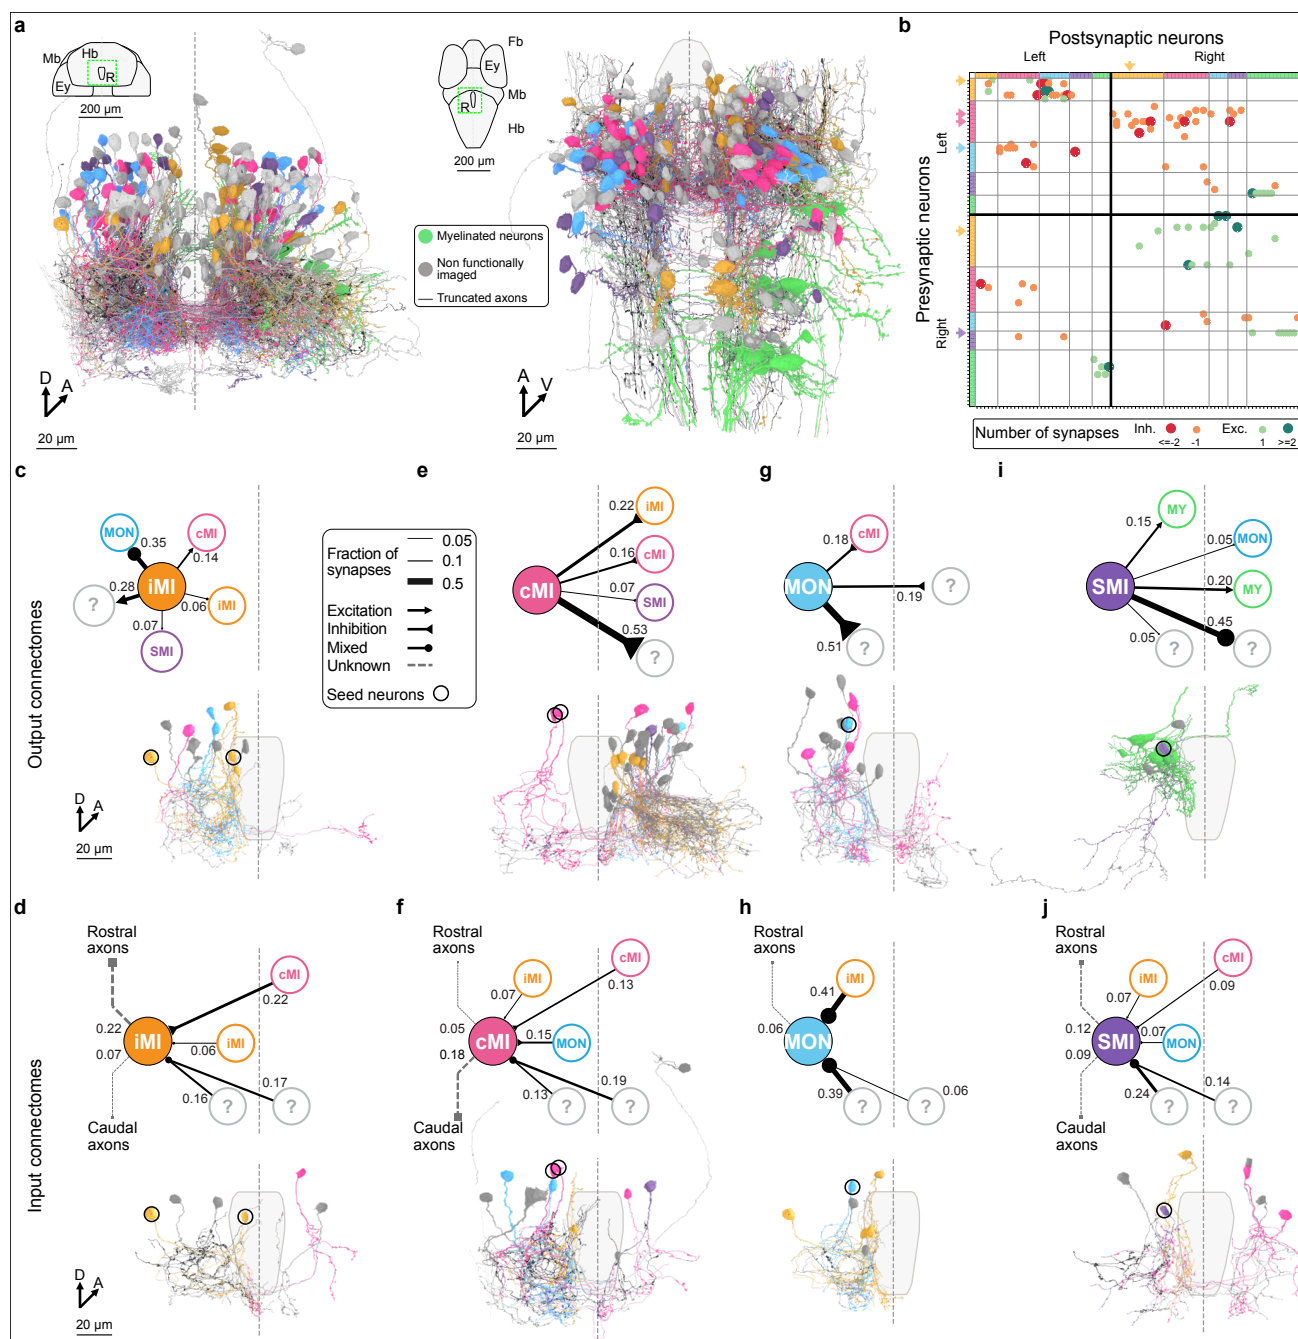 a
Mb
Hb
R
Ey
200 µm
Fb
Ey
Mb
R
Hb
200 µm
Myelinated neurons
Non functionally
imaged
Truncated axons
D
A
20 µm
A
V
20 µm
b
Postsynaptic neurons
Left
Right
Presynaptic neurons
Left
Right
Number of synapses
Inh.
<=-2
-1
Exc.
1
>=2
Output connectomes
c
MON
cMI
0.35
0.14
iMI
0.28
?
0.06
iMI
0.07
SMI
D
A
20 µm
Fraction of
synapses
0.05
0.1
0.5
Excitation
Inhibition
Mixed
Unknown
Seed neurons
e
0.22
iMI
0.16
cMI
cMI
0.07
SMI
0.53
?
g
0.18
cMI
MON
0.19
?
0.51
?
i
0.15
MY
0.05
MON
SMI
0.20
MY
0.45
0.05
?
?
Input connectomes
d
Rostral
axons
cMI
0.22
0.22
iMI
0.06
iMI
0.07
0.17
0.16
?
?
Caudal
axons
D
A
20 µm
f
Rostral
axons
iMI
cMI
0.07
0.13
0.05
cMI
0.15
MON
0.18
0.19
0.13
?
?
Caudal
axons
h
Rostral
axons
iMI
0.41
0.06
MON
0.39
0.06
?
?
j
Rostral
axons
cMI
iMI
0.09
0.07
0.12
SMI
0.07
MON
0.09
0.14
0.24
?
?
Caudal
axons